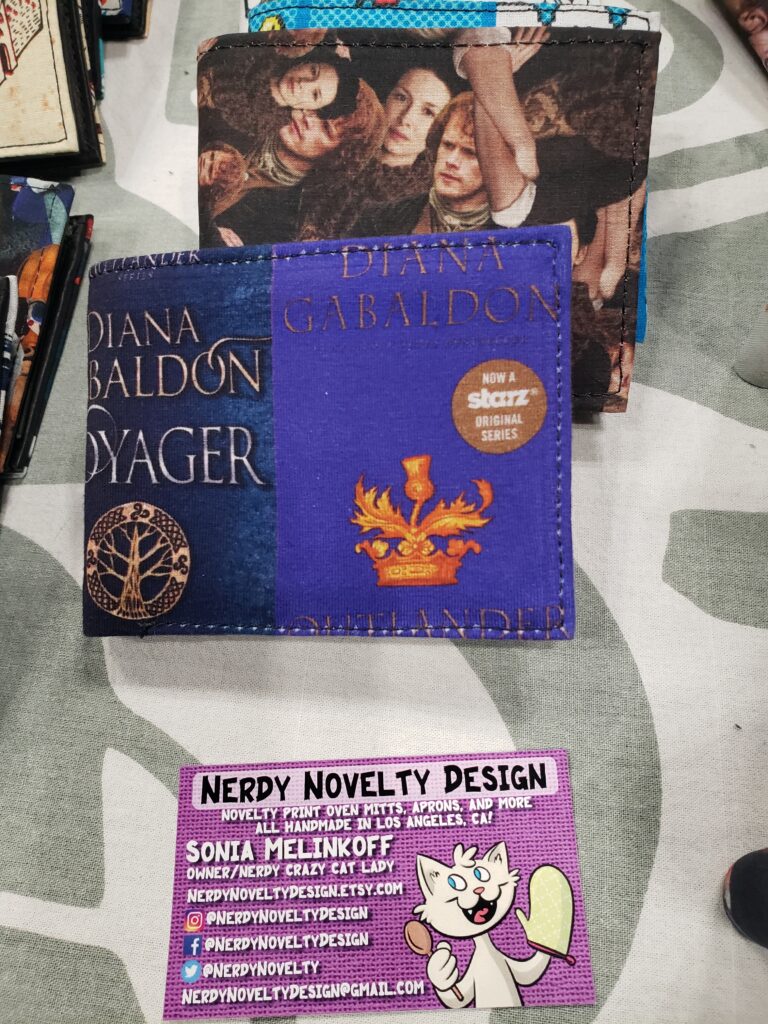 DIANA
GABALDON
VOYAGER
DIANA
GABALDON
NOW A
starz
ORIGINAL
SERIES
OUTLANDER
NERDY NOVELTY DESIGN
NOVELTY PRINT OVEN MITTS, APRONS, AND MORE
ALL HANDMADE IN LOS ANGELES, CA!
SONIA MELINKOFF
OWNER/NERDY CRAZY CAT LADY
NERDYNOVELTYDESIGN.ETSY.COM
@NERDYNOVELTYDESIGN
@NERDYNOVELTYDESIGN
@NERDYNOVELTY
NERDYNOVELTYDESIGN@GMAIL.COM